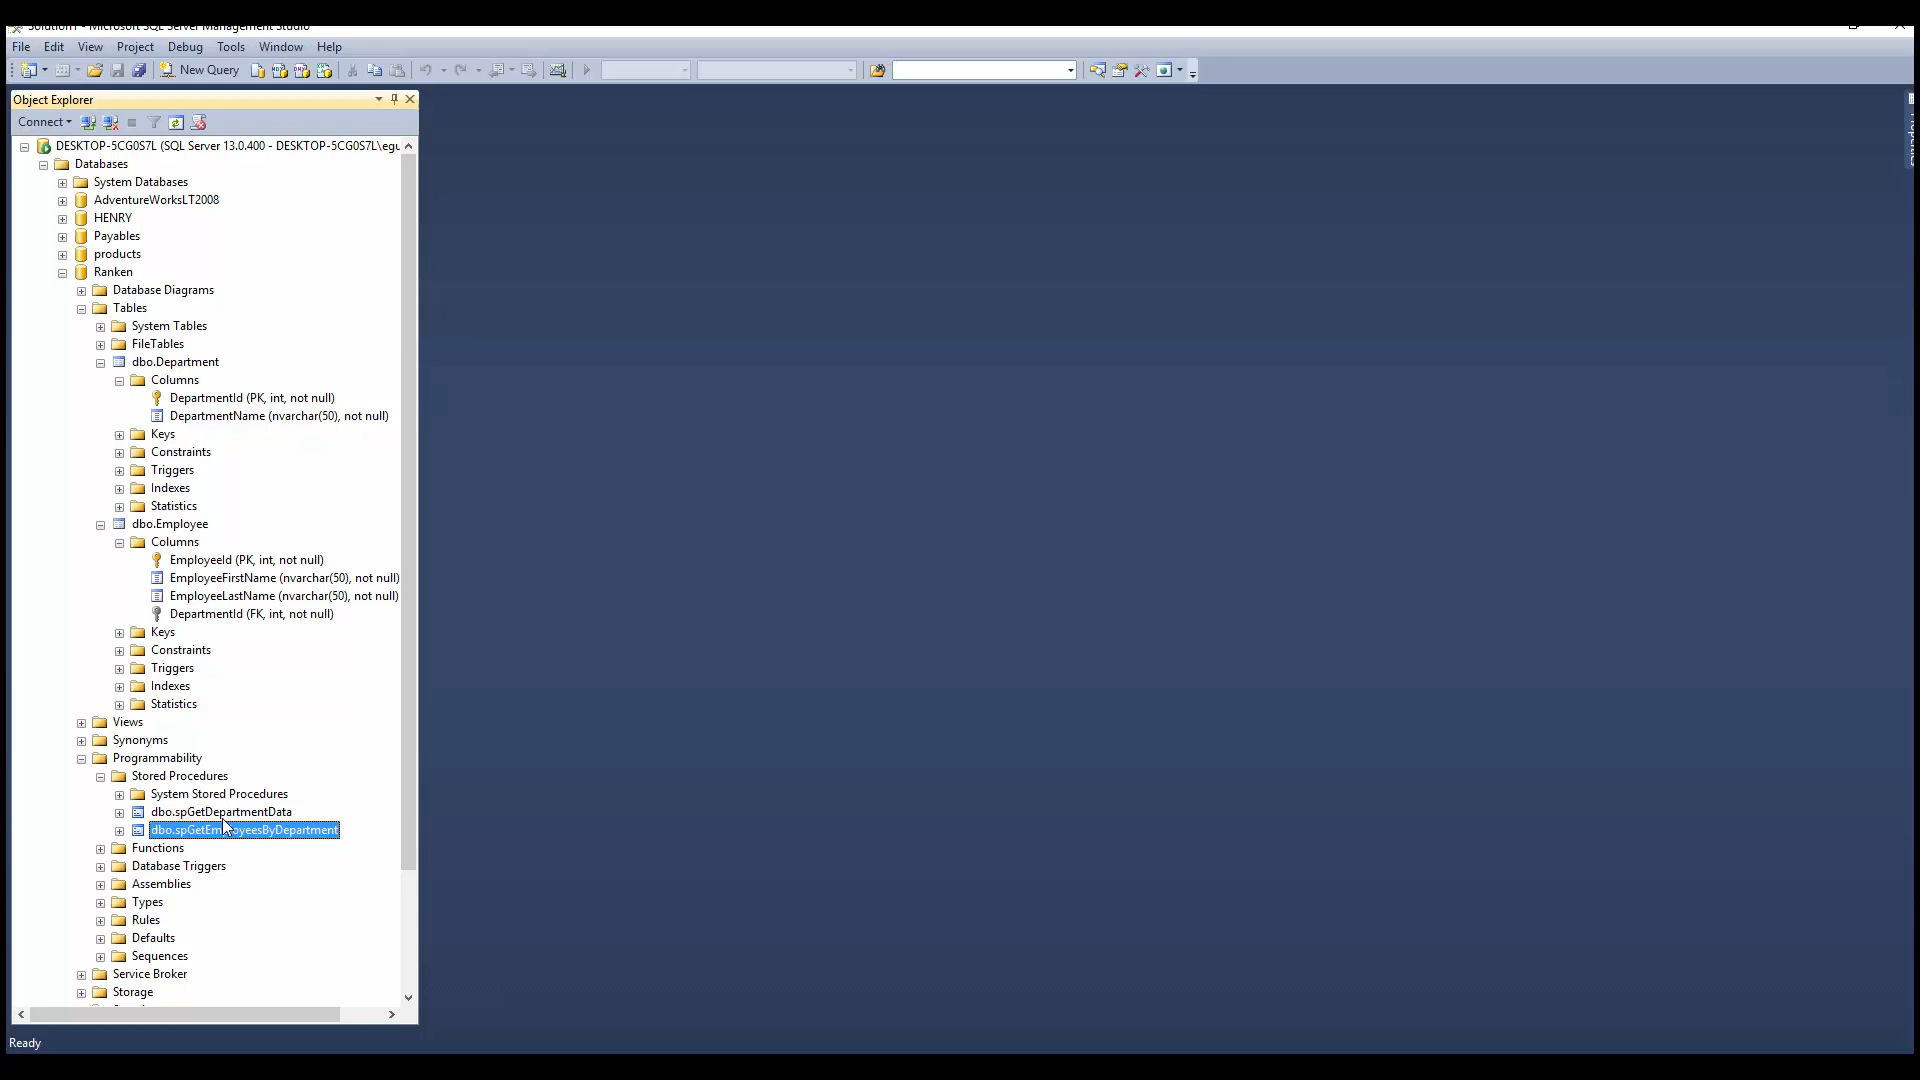 Solution1 - Microsoft SQL Server Management Studio
File Edit View Project Debug Tools Window Help
New Query
Object Explorer
Connect
DESKTOP-5CG0S7L (SQL Server 13.0.400 - DESKTOP-5CG0S7L\egu
Databases
System Databases
AdventureWorksLT2008
HENRY
Payables
products
Ranken
Database Diagrams
Tables
System Tables
FileTables
dbo.Department
Columns
DepartmentId (PK, int, not null)
DepartmentName (nvarchar(50), not null)
Keys
Constraints
Triggers
Indexes
Statistics
dbo.Employee
Columns
EmployeeId (PK, int, not null)
EmployeeFirstName (nvarchar(50), not null)
EmployeeLastName (nvarchar(50), not null)
DepartmentId (FK, int, not null)
Keys
Constraints
Triggers
Indexes
Statistics
Views
Synonyms
Programmability
Stored Procedures
System Stored Procedures
dbo.spGetDepartmentData
dbo.spGetEmployeesByDepartment
Functions
Database Triggers
Assemblies
Types
Rules
Defaults
Sequences
Service Broker
Storage
Ready